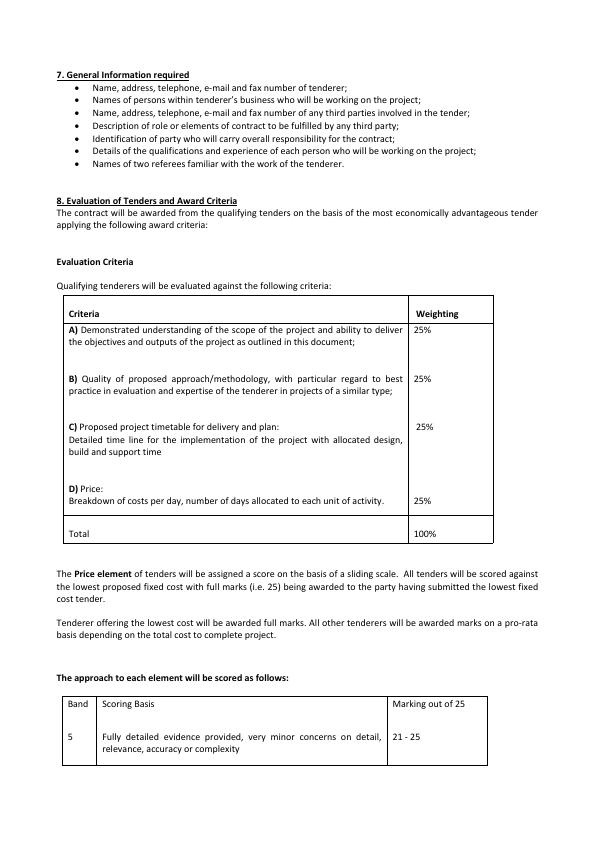 7. General Information required
• Name, address, telephone, e-mail and fax number of tenderer;
• Names of persons within tenderer's business who will be working on the project;
• Name, address, telephone, e-mail and fax number of any third parties involved in the tender;
• Description of role or elements of contract to be fulfilled by any third party;
• Identification of party who will carry overall responsibility for the contract;
• Details of the qualifications and experience of each person who will be working on the project;
• Names of two referees familiar with the work of the tenderer.
8. Evaluation of Tenders and Award Criteria
The contract will be awarded from the qualifying tenders on the basis of the most economically advantageous tender
applying the following award criteria:
Evaluation Criteria
Qualifying tenderers will be evaluated against the following criteria:
Criteria Weighting
A) Demonstrated understanding of the scope of the project and ability to deliver 25%
the objectives and outputs of the project as outlined in this document;
B) Quality of proposed approach/methodology, with particular regard to best 25%
practice in evaluation and expertise of the tenderer in projects of a similar type;
C) Proposed project timetable for delivery and plan: 25%
Detailed time line for the implementation of the project with allocated design,
build and support time
D) Price:
Breakdown of costs per day, number of days allocated to each unit of activity. 25%
Total 100%
The Price element of tenders will be assigned a score on the basis of a sliding scale. All tenders will be scored against
the lowest proposed fixed cost with full marks (i.e. 25) being awarded to the party having submitted the lowest fixed
cost tender.
Tenderer offering the lowest cost will be awarded full marks. All other tenderers will be awarded marks on a pro-rata
basis depending on the total cost to complete project.
The approach to each element will be scored as follows:
Band Scoring Basis Marking out of 25
5 Fully detailed evidence provided, very minor concerns on detail, 21 - 25
relevance, accuracy or complexity